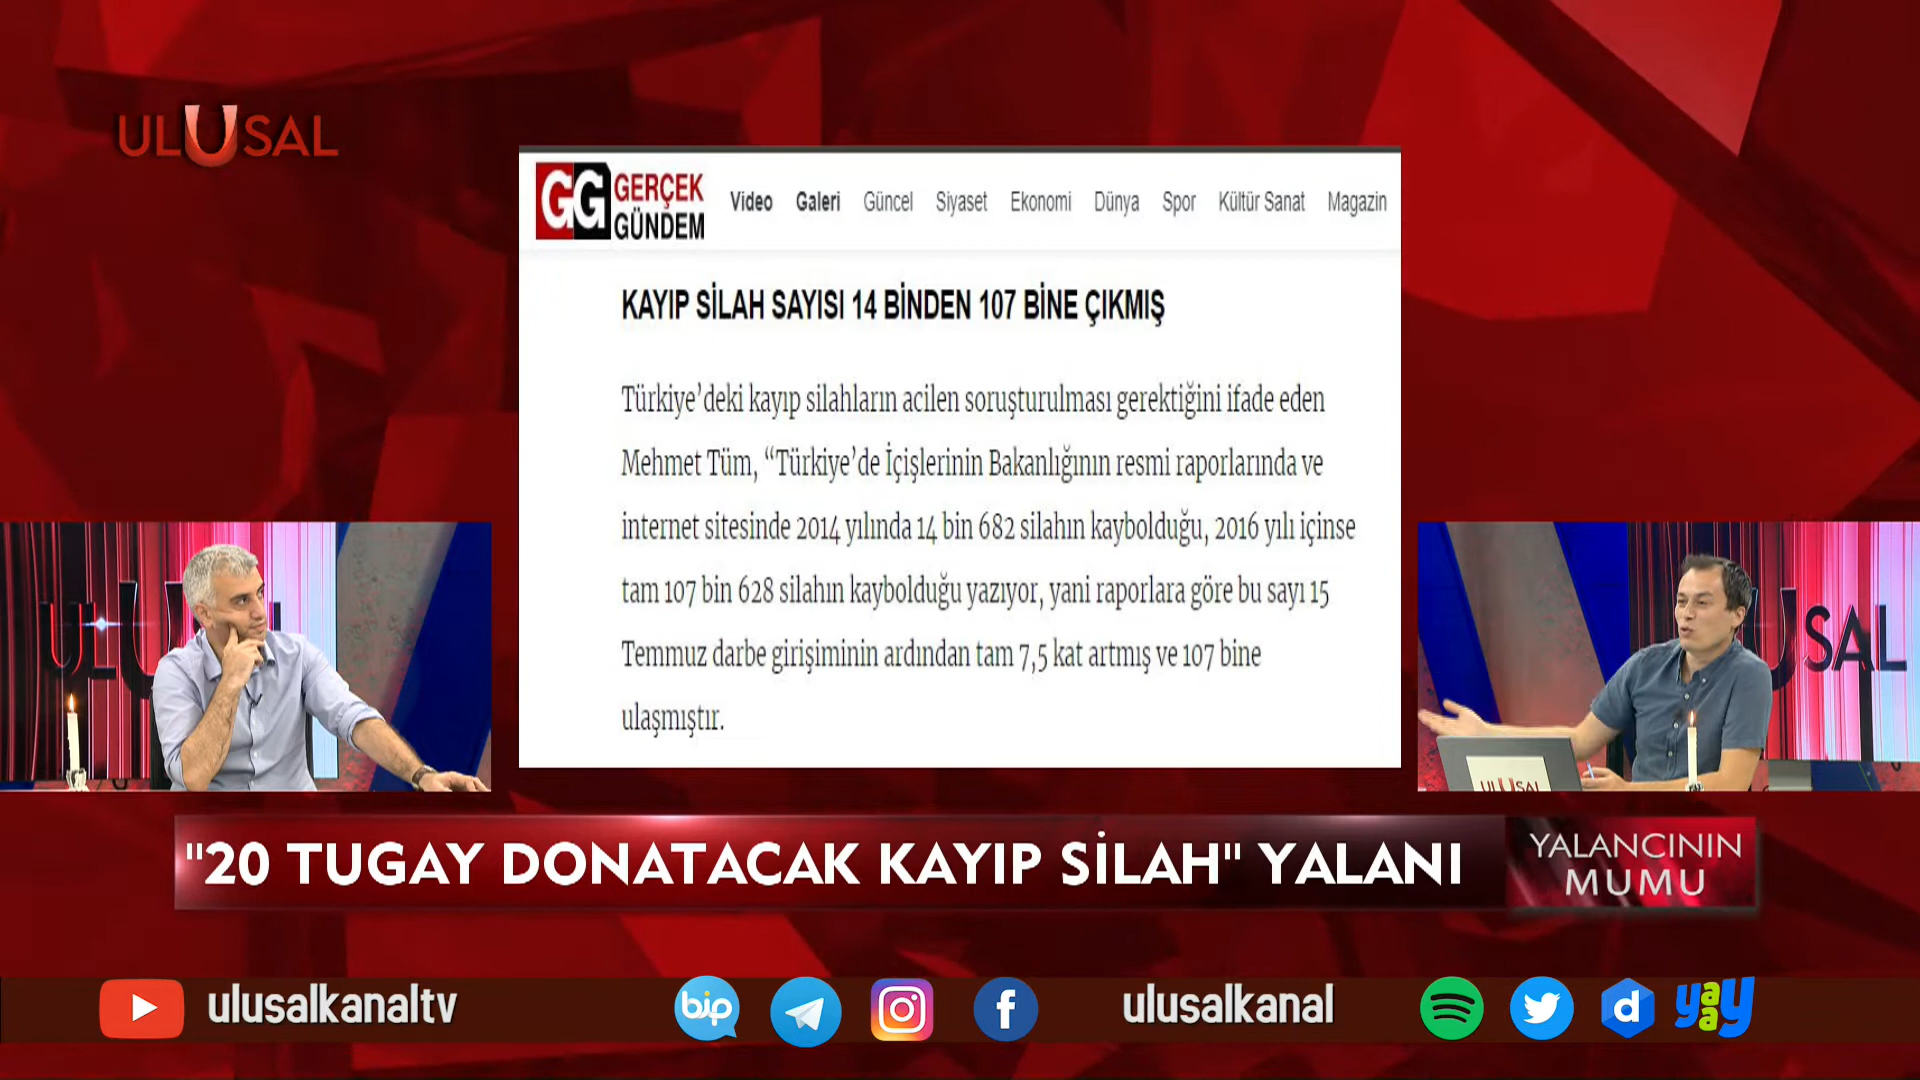 ULUSAL
GG GERÇEK
GÜNDEM
Video Galeri Güncel Siyaset Ekonomi Dünya Spor Kültür Sanat Magazin
KAYIP SİLAH SAYISI 14 BİNDEN 107 BİNE ÇIKMIŞ
Türkiye’deki kayıp silahların acilen soruşturulması gerektiğini ifade eden
Mehmet Tüm, “Türkiye’de İçişlerinin Bakanlığının resmi raporlarında ve
internet sitesinde 2014 yılında 14 bin 682 silahın kaybolduğu, 2016 yılı içinse
tam 107 bin 628 silahın kaybolduğu yazıyor, yani raporlara göre bu sayı 15
Temmuz darbe girişiminin ardından tam 7,5 kat artmış ve 107 bine
ulaşmıştır.
ULUSAL
"20 TUGAY DONATACAK KAYIP SİLAH" YALANI
YALANCININ
MUMU
ulusalkanaltv
bip
ulusalkanal
yaay